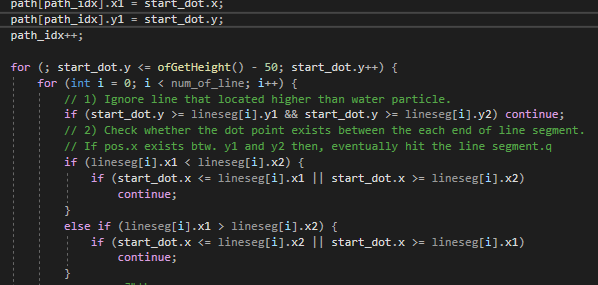 path[path_idx].x1 = start_dot.x;
path[path_idx].y1 = start_dot.y;
path_idx++;
for (; start_dot.y <= ofGetHeight() - 50; start_dot.y++) {
for (int i = 0; i < num_of_line; i++) {
// 1) Ignore line that located higher than water particle.
if (start_dot.y >= lineseg[i].y1 && start_dot.y >= lineseg[i].y2) continue;
// 2) Check whether the dot point exists between the each end of line segment.
// If pos.x exists btw. y1 and y2 then, eventually hit the line segment.q
if (lineseg[i].x1 < lineseg[i].x2) {
if (start_dot.x <= lineseg[i].x1 || start_dot.x >= lineseg[i].x2)
continue;
}
else if (lineseg[i].x1 > lineseg[i].x2) {
if (start_dot.x <= lineseg[i].x2 || start_dot.x >= lineseg[i].x1)
continue;
}